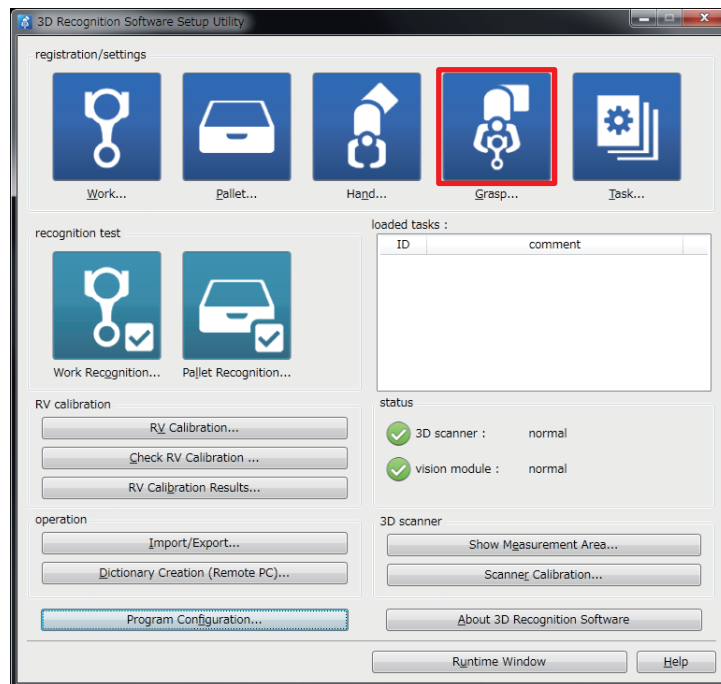 3D Recognition Software Setup Utility
registration/settings
Work...
Pallet...
Hand...
Grasp...
Task...
recognition test
Work Recognition...
Pallet Recognition...
loaded tasks :
ID comment
RV calibration
RV Calibration...
Check RV Calibration ...
RV Calibration Results...
status
3D scanner : normal
vision module : normal
operation
Import/Export...
Dictionary Creation (Remote PC)...
3D scanner
Show Measurement Area...
Scanner Calibration...
Program Configuration...
About 3D Recognition Software
Runtime Window
Help